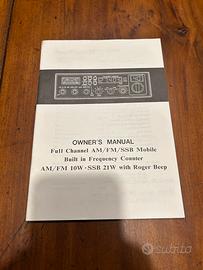 OWNER'S MANUAL
Full Channel AM/FM/SSB Mobile
Built in Frequency Counter
AM/FM 10W · SSB 21W with Roger Beep
subito